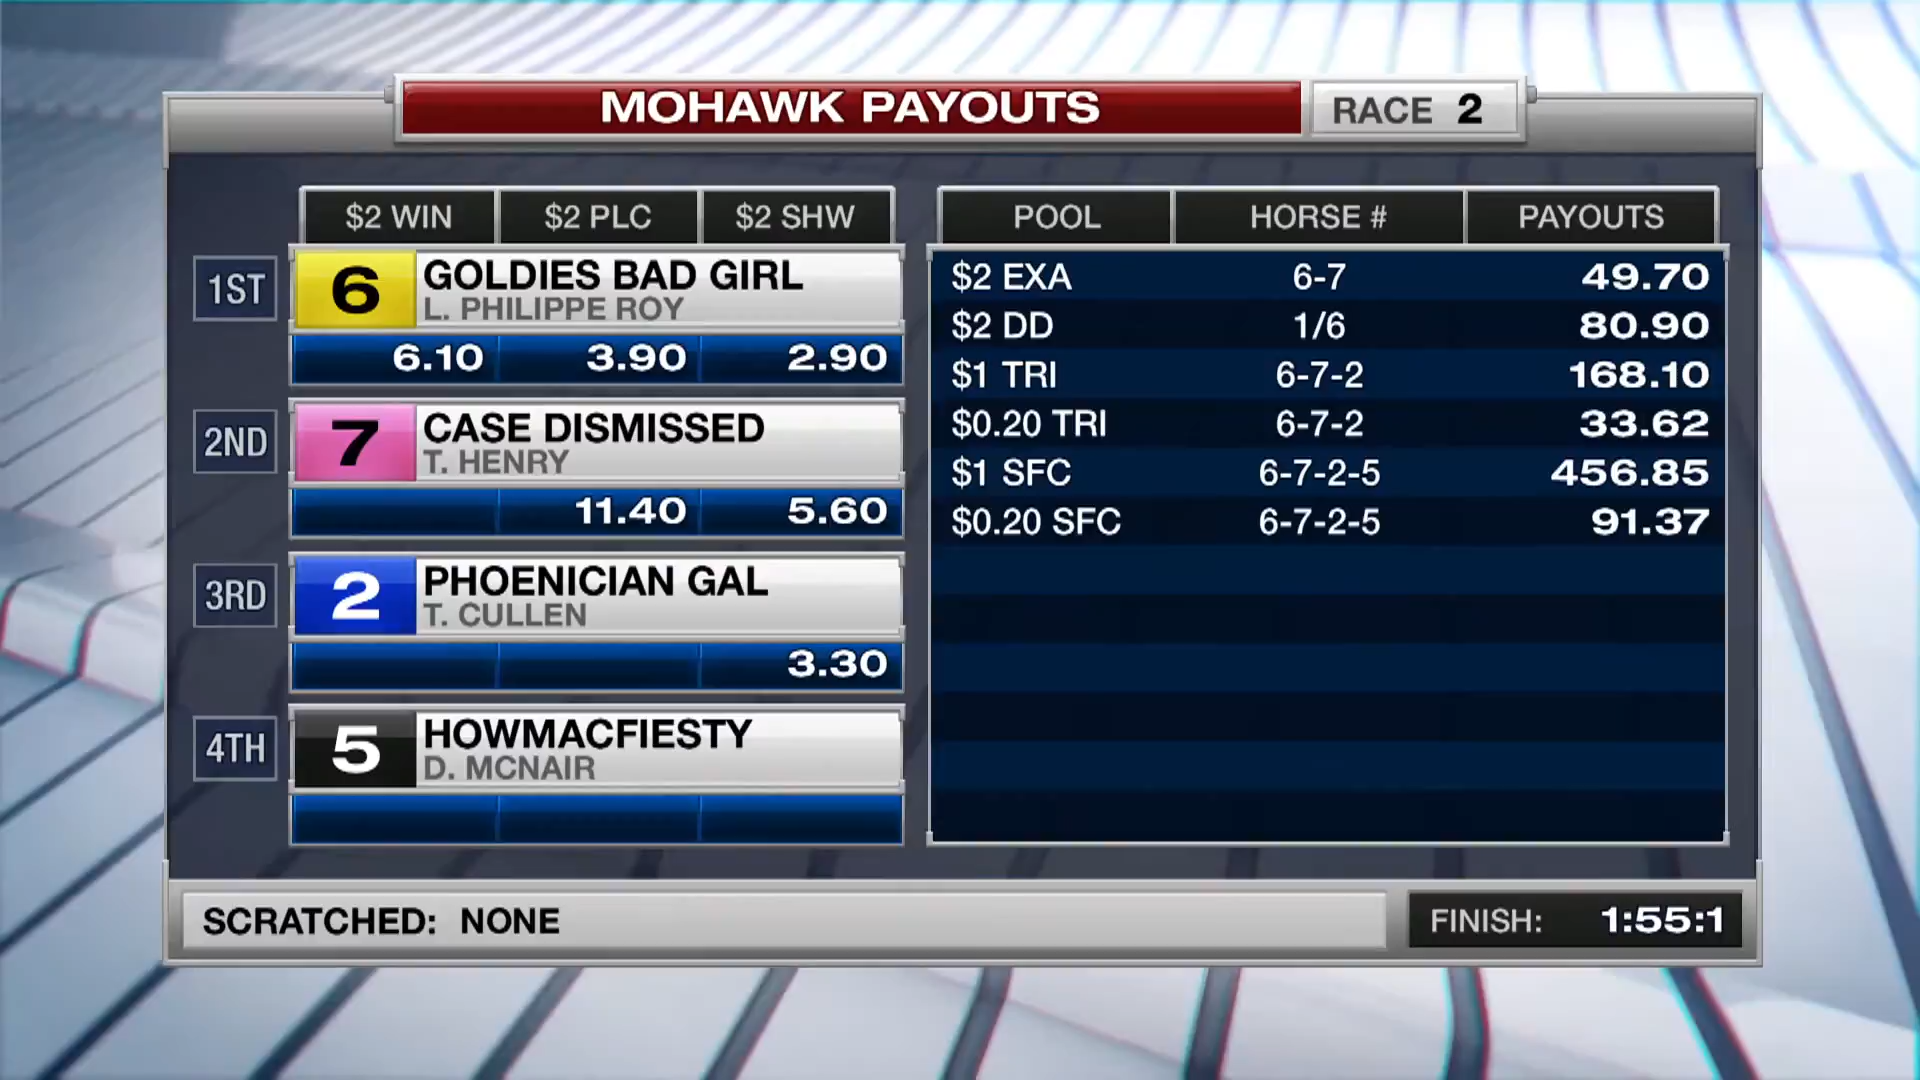 MOHAWK PAYOUTS RACE 2
$2 WIN $2 PLC $2 SHW
1ST 6 GOLDIES BAD GIRL
L. PHILIPPE ROY
6.10 3.90 2.90
2ND 7 CASE DISMISSED
T. HENRY
11.40 5.60
3RD 2 PHOENICIAN GAL
T. CULLEN
3.30
4TH 5 HOWMACFIESTY
D. MCNAIR
POOL HORSE # PAYOUTS
$2 EXA 6-7 49.70
$2 DD 1/6 80.90
$1 TRI 6-7-2 168.10
$0.20 TRI 6-7-2 33.62
$1 SFC 6-7-2-5 456.85
$0.20 SFC 6-7-2-5 91.37
SCRATCHED: NONE
FINISH: 1:55:1